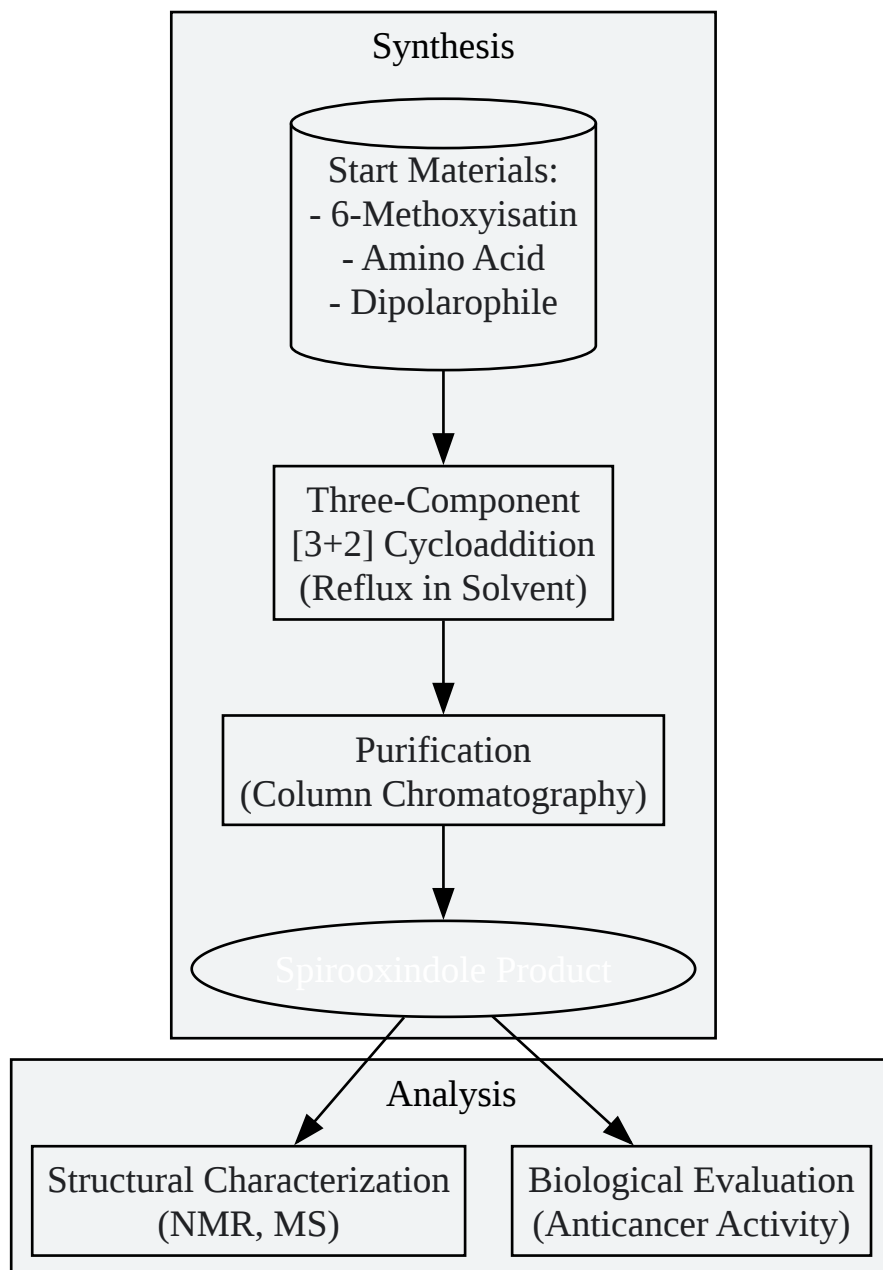 Synthesis
Start Materials:
- 6-Methoxyisatin
- Amino Acid
- Dipolarophile
Three-Component
[3+2] Cycloaddition
(Reflux in Solvent)
Purification
(Column Chromatography)
Spirooxindole Product
Analysis
Structural Characterization
(NMR, MS)
Biological Evaluation
(Anticancer Activity)